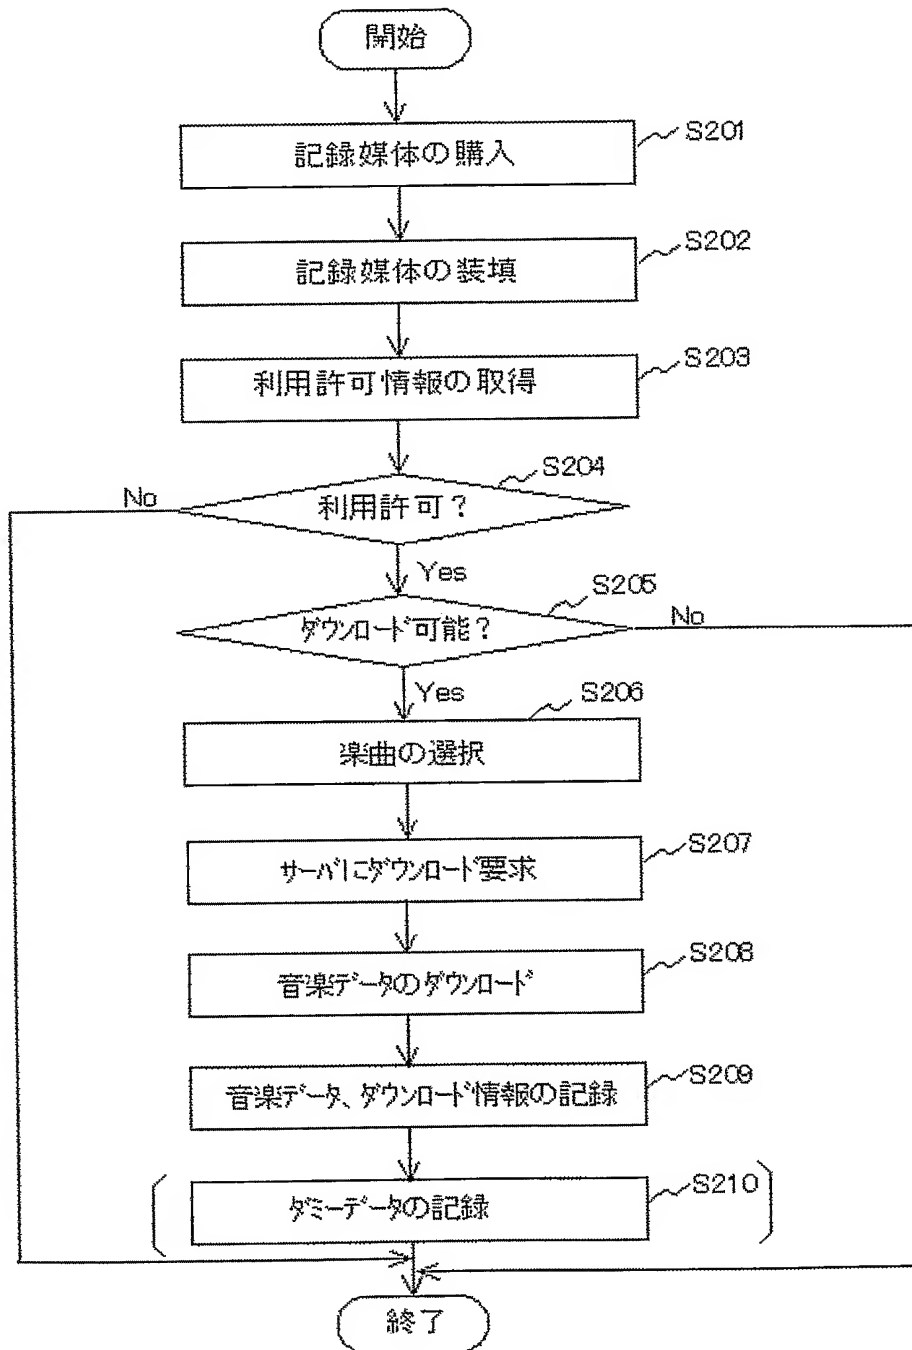 開始
記録媒体の購入
S201
記録媒体の装填
S202
利用許可情報の取得
S203
S204
利用許可？
No
Yes
S205
ダウンロード可能？
No
Yes
S206
楽曲の選択
サーバにダウンロード要求
S207
音楽データのダウンロード
S208
音楽データ、ダウンロード情報の記録
S209
ダミーデータの記録
S210
終了